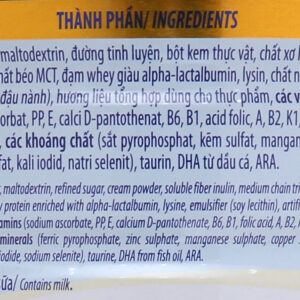 THÀNH PHẦN/ INGREDIENTS
maltodextrin, đường tinh luyện, bột kem thực vật, chất xơ
chất béo MCT, đạm whey giàu alpha-lactalbumin, lysin, chất
đậu nành), hương liệu tổng hợp dùng cho thực phẩm, các
orbat, PP, E, calci D-pantothenat, B6, B1, acid folic, A, B2, K1
, các khoáng chất (sắt pyrophosphat, kẽm sulfat, mangan
fat, kali iodid, natri selenit), taurin, DHA từ dầu cá, ARA.
maltodextrin, refined sugar, cream powder, soluble fiber inulin, medium chain
protein enriched with alpha-lactalbumin, lysine, emulsifier (soy lecithin),
amins (sodium ascorbate, PP, E, calcium D-pantothenate, B6, B1, folic acid, A, B2,
minerals (ferric pyrophosphate, zinc sulphate, manganese sulphate, copper
iodide, sodium selenite), taurine, DHA from fish oil, ARA.
sữa/ Contains milk.